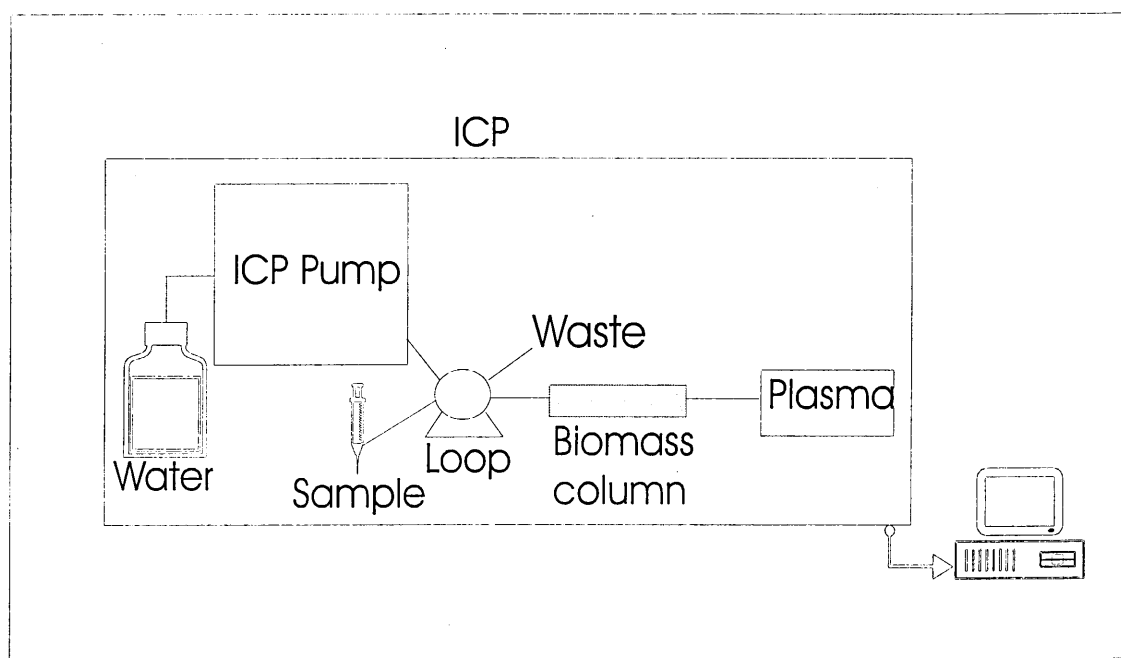 ICP
ICP Pump
Waste
Plasma
Biomass
column
Loop
Water
Sample